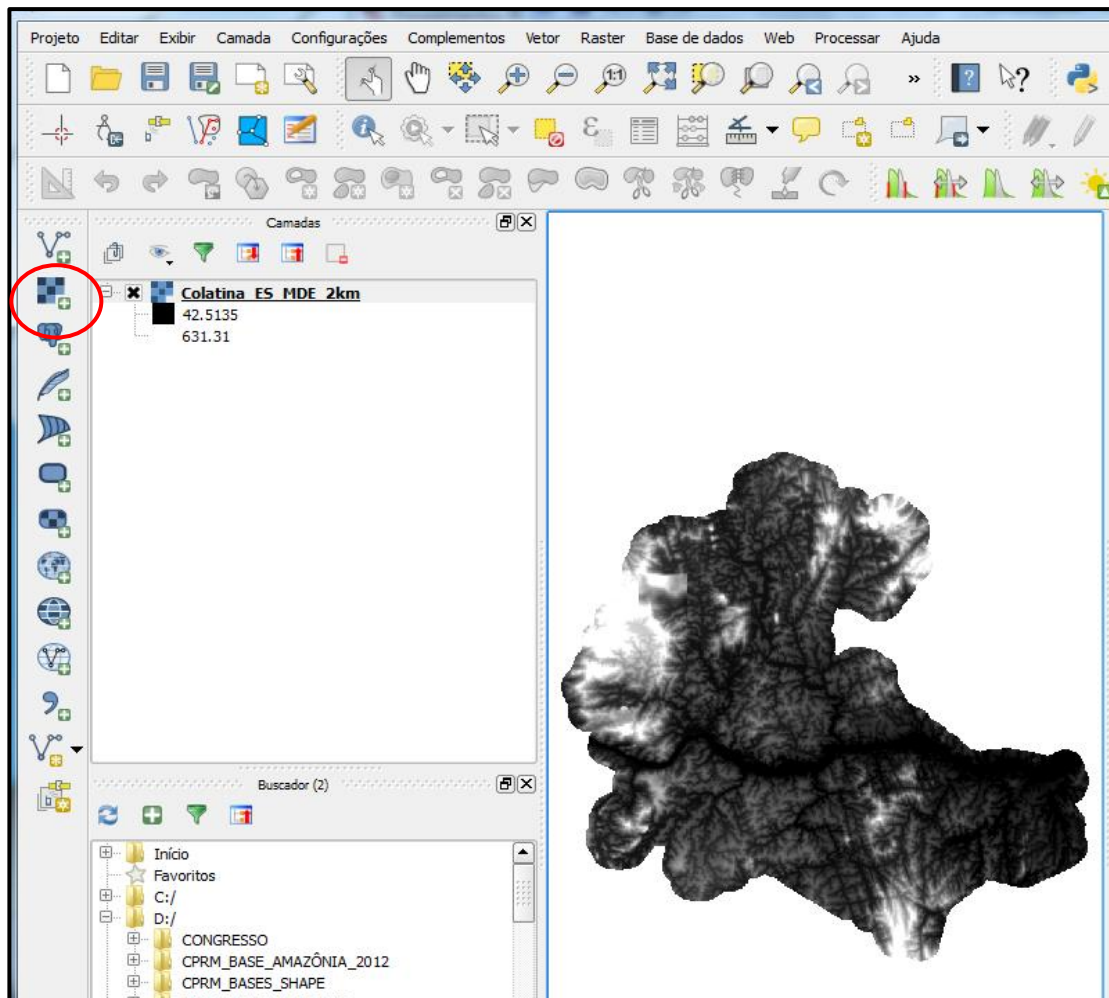 Projeto Editar Exibir Camada Configurações Complementos Vetor Raster Base de dados Web Processar Ajuda
1:1
»
?
?
ε
Camadas
Colatina_ES_MDE_2km
42.5135
631.31
Buscador (2)
Início
Favoritos
C:/
D:/
CONGRESSO
CPRM_BASE_AMAZÔNIA_2012
CPRM_BASES_SHAPE